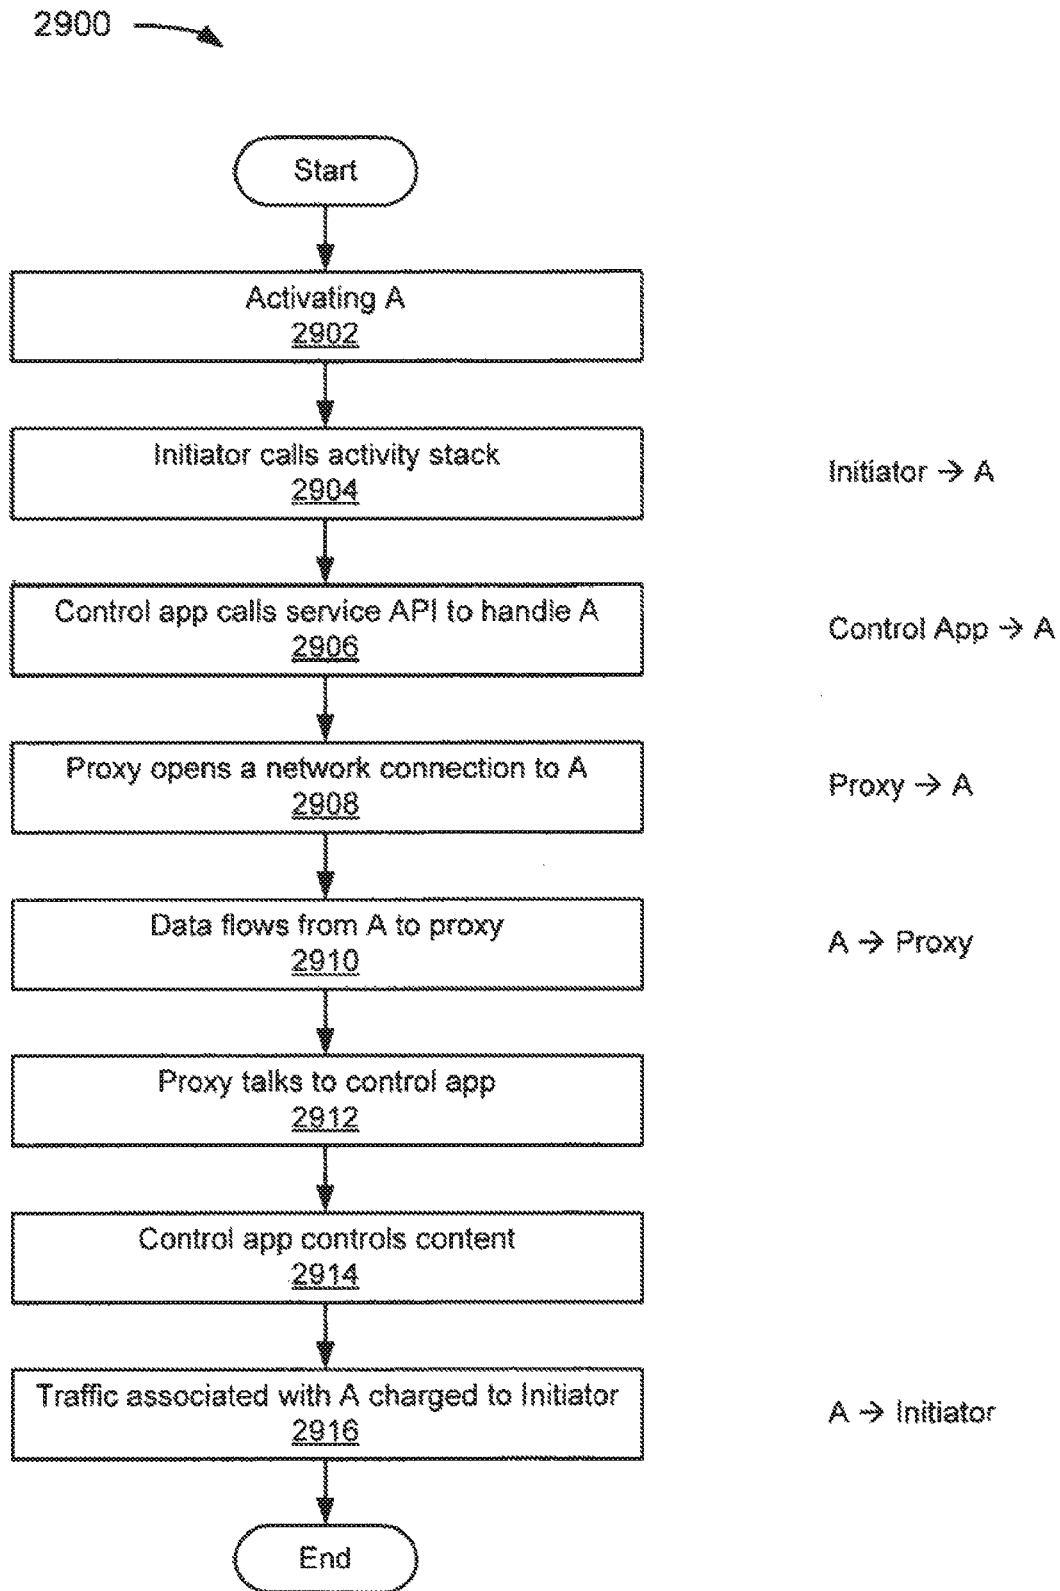 2900
Start
Activating A
2902
Initiator calls activity stack
2904
Initiator → A
Control app calls service API to handle A
2906
Control App → A
Proxy opens a network connection to A
2908
Proxy → A
Data flows from A to proxy
2910
A → Proxy
Proxy talks to control app
2912
Control app controls content
2914
Traffic associated with A charged to Initiator
2916
A → Initiator
End